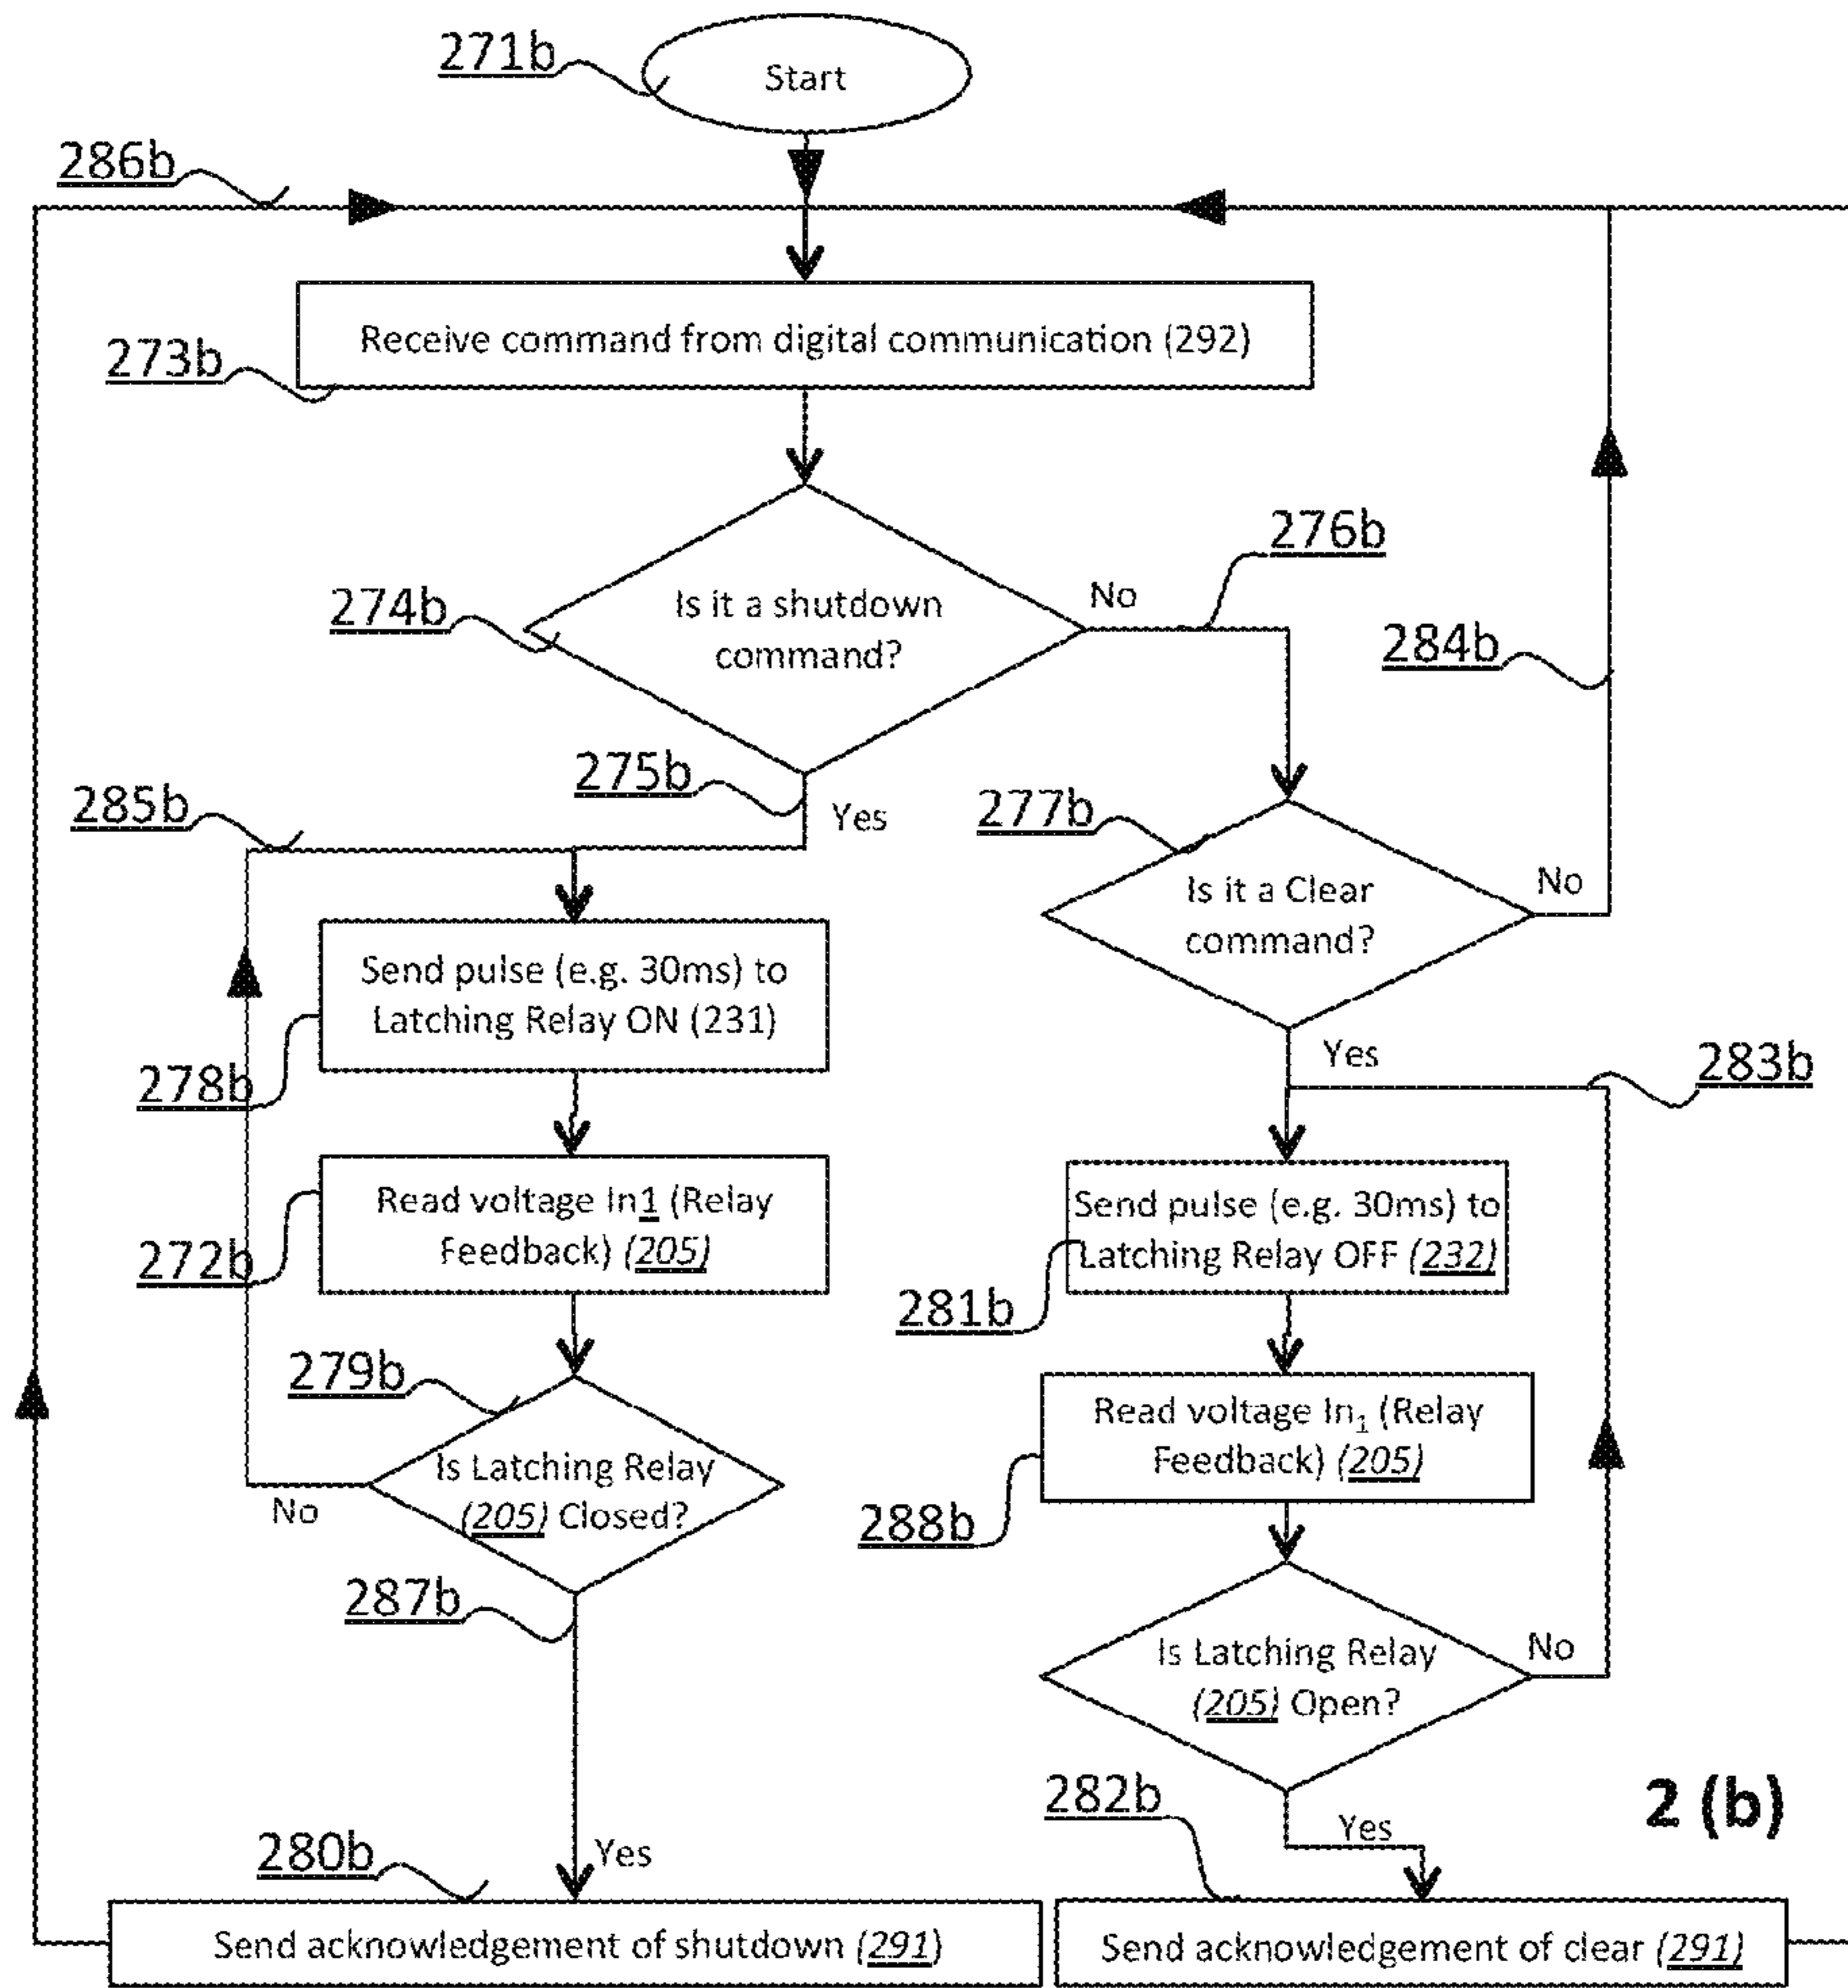 271b
Start
286b
Receive command from digital communication (292)
273b
276b
No
274b
Is it a shutdown
command?
284b
275b
Yes
285b
277b
Is it a Clear
command?
No
Send pulse (e.g. 30ms) to
Latching Relay ON (231)
278b
Yes
283b
Read voltage In1 (Relay
Feedback) (205)
272b
Send pulse (e.g. 30ms) to
Latching Relay OFF (232)
281b
279b
Is Latching Relay
(205) Closed?
No
Read voltage In₁ (Relay
Feedback) (205)
288b
287b
Is Latching Relay
(205) Open?
No
282b
Yes
2 (b)
280b
Yes
Send acknowledgement of shutdown (291)
Send acknowledgement of clear (291)